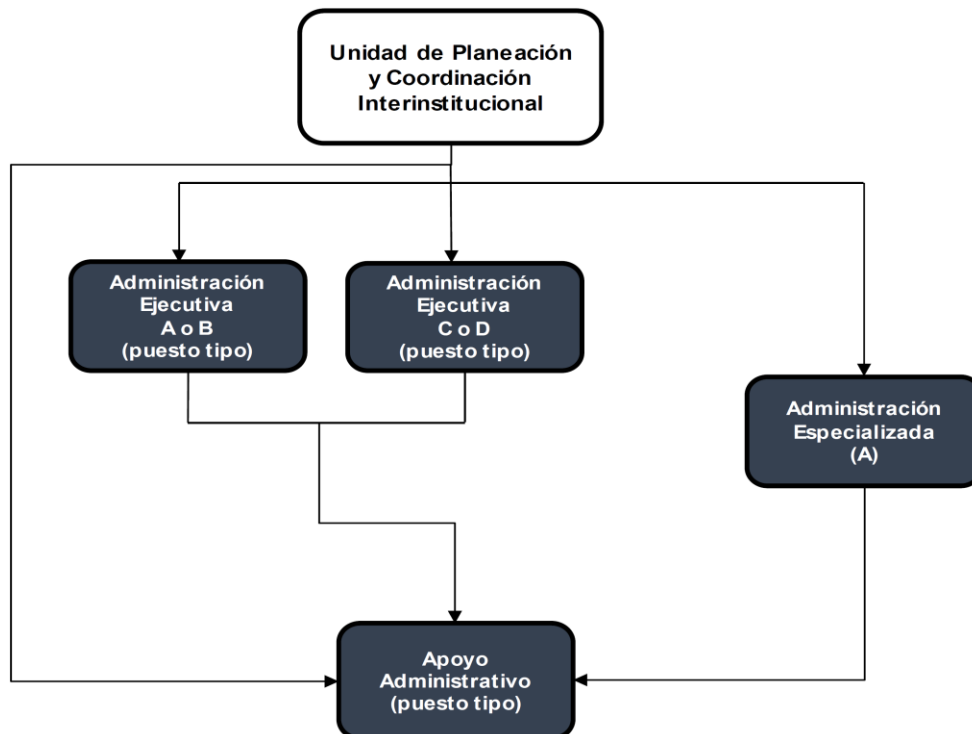 Unidad de Planeación
y Coordinación
Interinstitucional
Administración
Ejecutiva
A o B
(puesto tipo)
Administración
Ejecutiva
C o D
(puesto tipo)
Administración
Especializada
(A)
Apoyo
Administrativo
(puesto tipo)